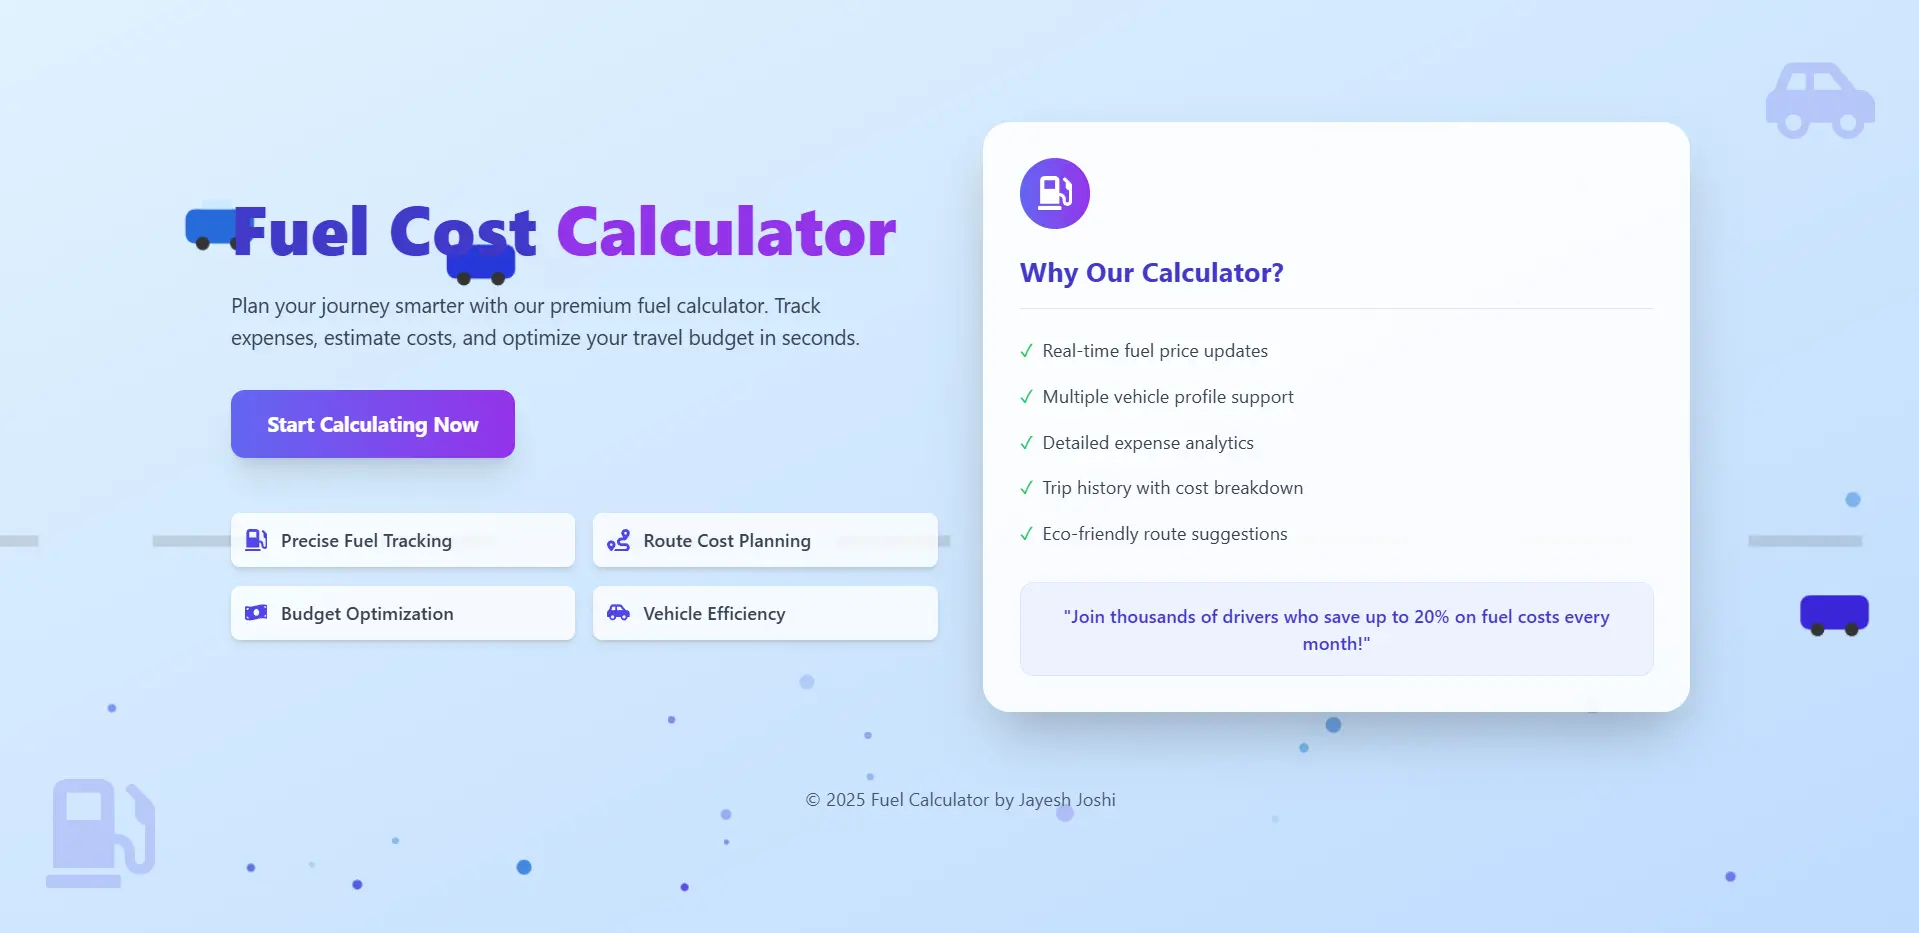 Fuel Cost Calculator
Plan your journey smarter with our premium fuel calculator. Track
expenses, estimate costs, and optimize your travel budget in seconds.
Start Calculating Now
Precise Fuel Tracking
Route Cost Planning
Budget Optimization
Vehicle Efficiency
Why Our Calculator?
✓ Real-time fuel price updates
✓ Multiple vehicle profile support
✓ Detailed expense analytics
✓ Trip history with cost breakdown
✓ Eco-friendly route suggestions
"Join thousands of drivers who save up to 20% on fuel costs every
month!"
© 2025 Fuel Calculator by Jayesh Joshi